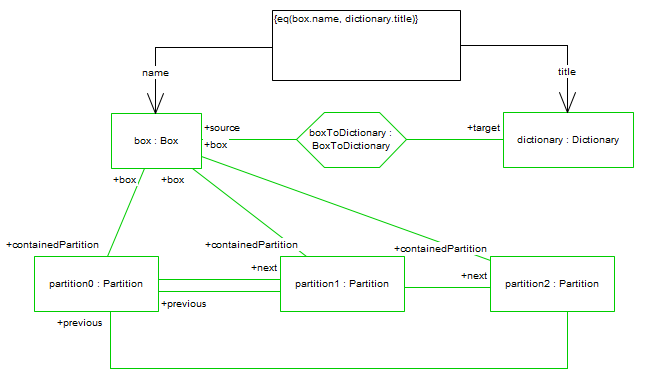 {eq(box.name, dictionary.title)}
name
title
box : Box
+source
+box
boxToDictionary :
BoxToDictionary
+target
dictionary : Dictionary
+box
+box
+containedPartition
+containedPartition
+containedPartition
partition0 : Partition
+next
+previous
partition1 : Partition
+next
partition2 : Partition
+previous